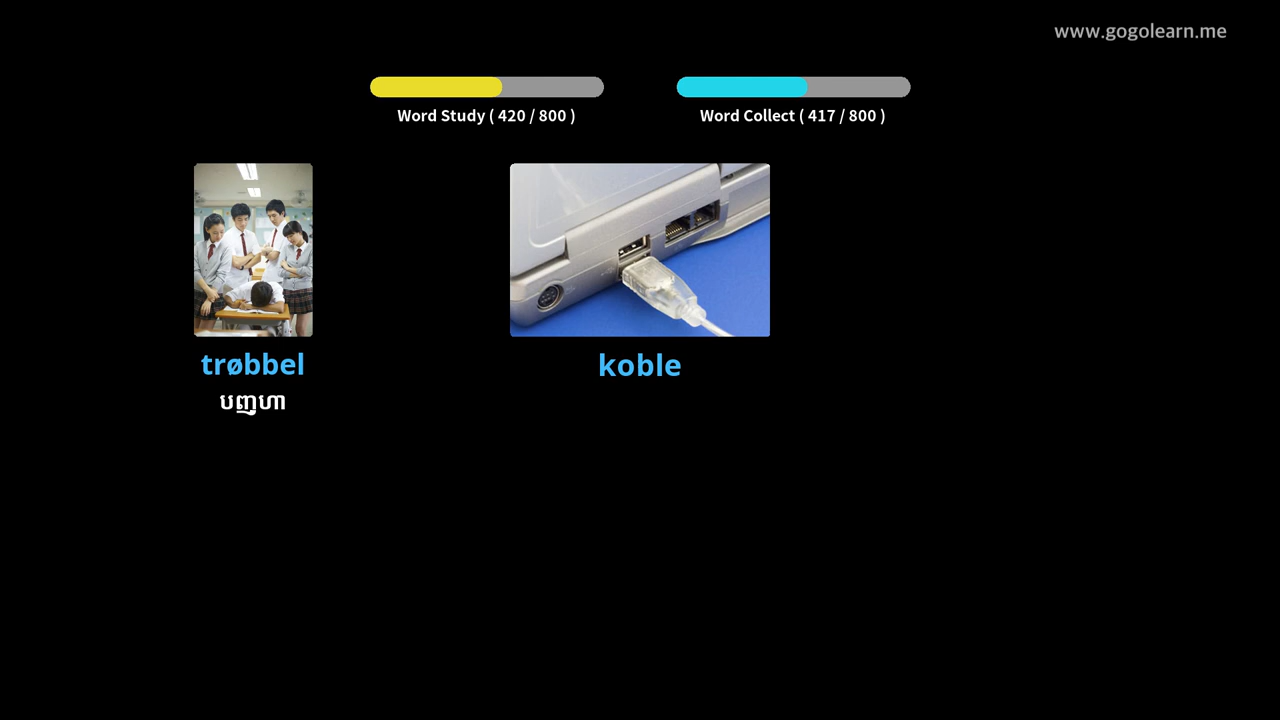 www.gogolearn.me
Word Study ( 420 / 800 )
Word Collect ( 417 / 800 )
trøbbel
koble
បញ្ហា